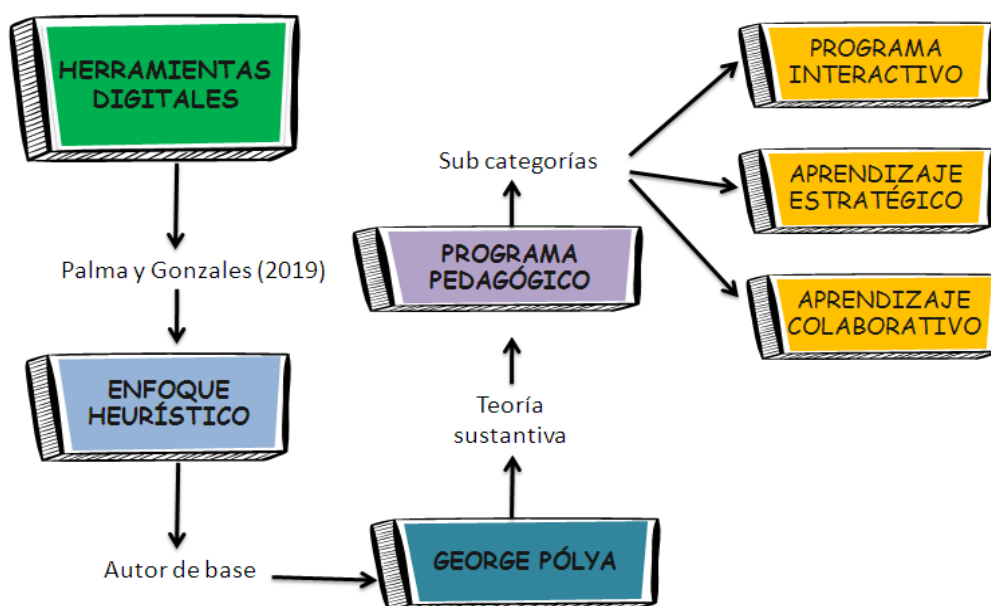 HERRAMIENTAS
DIGITALES
Palma y Gonzales (2019)
ENFOQUE
HEURÍSTICO
Autor de base
GEORGE PÓLYA
Teoría
sustantiva
PROGRAMA
PEDAGÓGICO
Sub categorías
PROGRAMA
INTERACTIVO
APRENDIZAJE
ESTRATÉGICO
APRENDIZAJE
COLABORATIVO